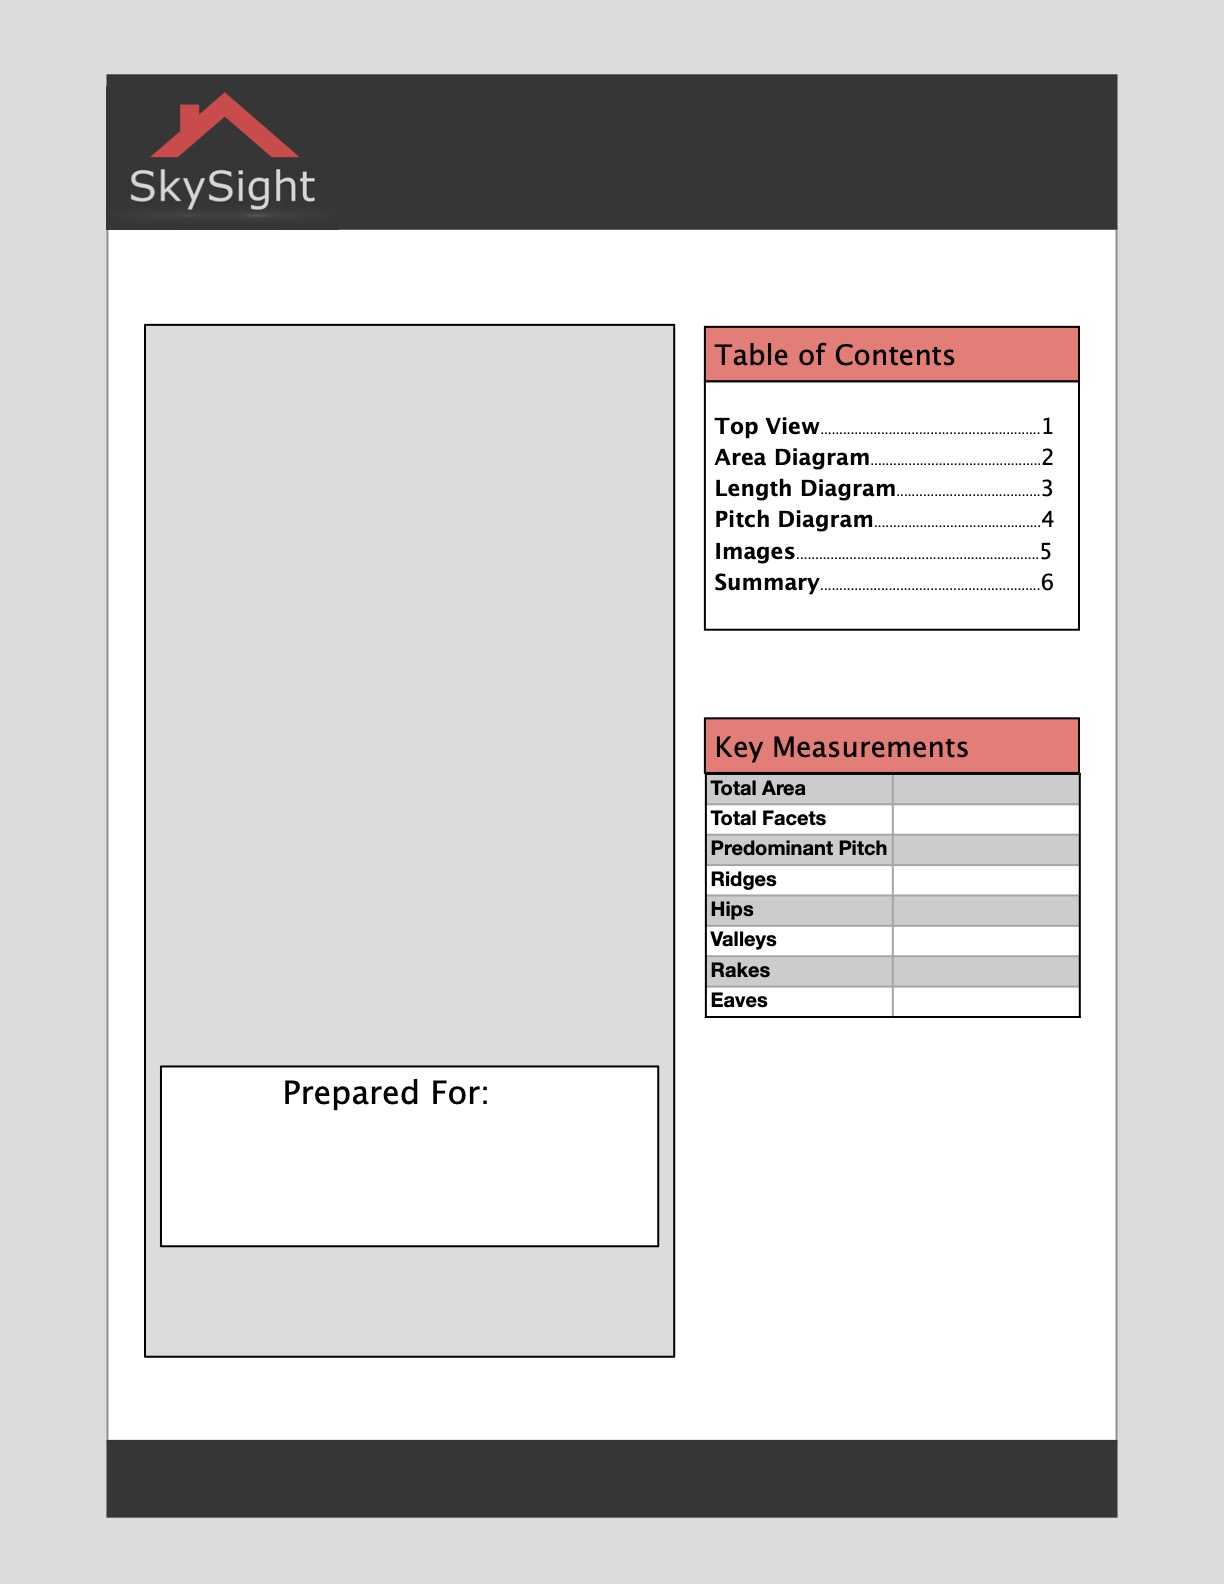 SkySight
Table of Contents
Top View.........................................................1
Area Diagram............................................2
Length Diagram.....................................3
Pitch Diagram...........................................4
Images...............................................................5
Summary.........................................................6
Key Measurements
Total Area
Total Facets
Predominant Pitch
Ridges
Hips
Valleys
Rakes
Eaves
Prepared For: